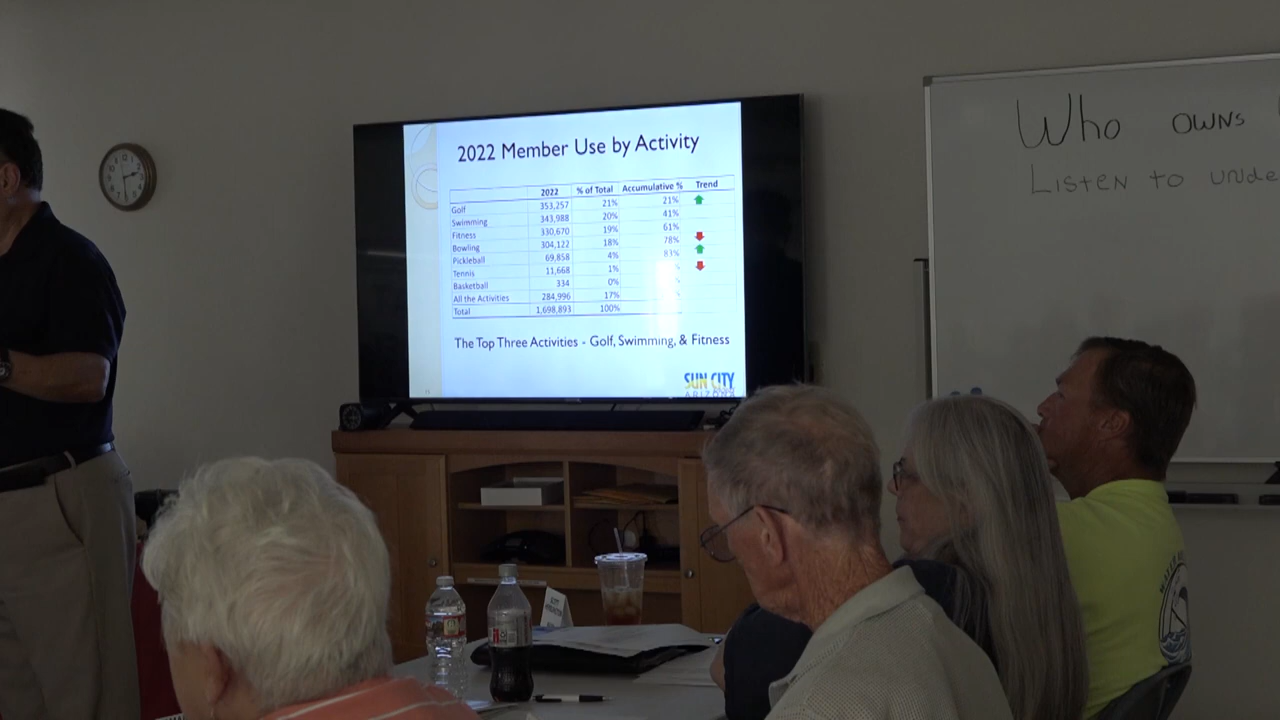 2022 Member Use by Activity
2022 % of Total Accumulative % Trend
Golf 353,257 21% 21%
Swimming 343,988 20% 41%
Fitness 330,670 19% 61%
Bowling 304,122 18% 78%
Pickleball 69,858 4% 83%
Tennis 11,668 1%
Basketball 334 0%
All the Activities 284,996 17%
Total 1,698,893 100%
The Top Three Activities - Golf, Swimming, & Fitness
SUN CITY
ARIZONA
Who owns
Listen to unde